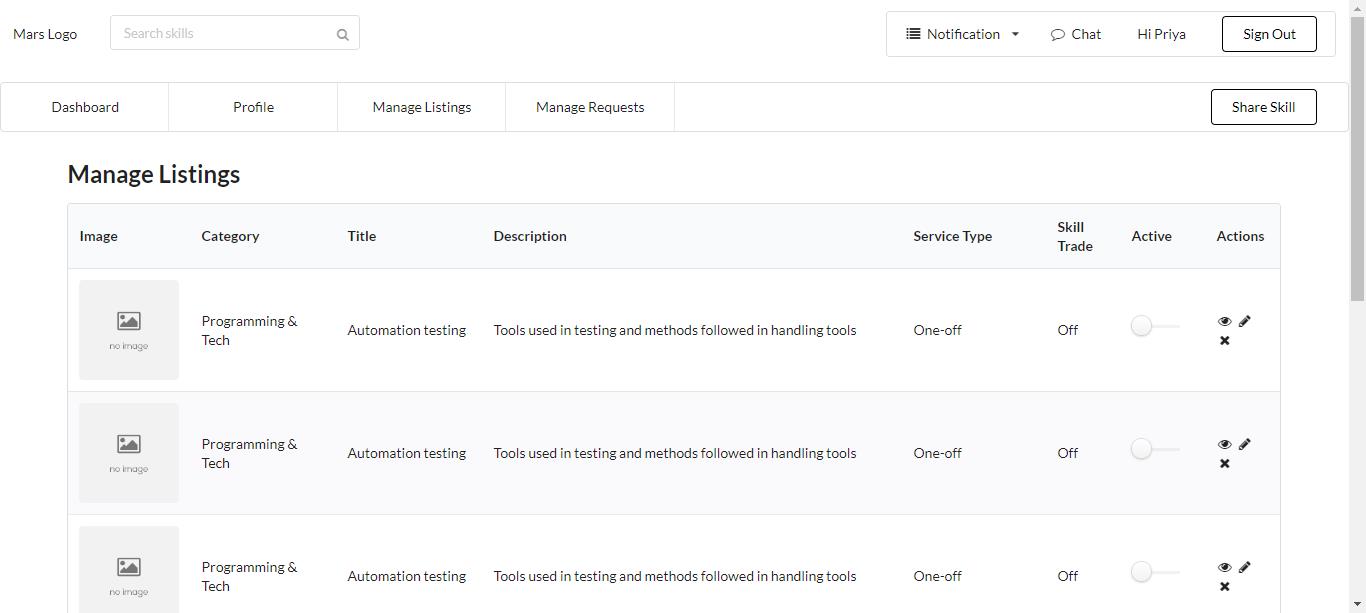 Mars Logo
Search skills
Notification
Chat
Hi Priya
Sign Out
Dashboard
Profile
Manage Listings
Manage Requests
Share Skill
Manage Listings
Image
Category
Title
Description
Service Type
Skill
Trade
Active
Actions
no image
Programming &
Tech
Automation testing
Tools used in testing and methods followed in handling tools
One-off
Off
no image
Programming &
Tech
Automation testing
Tools used in testing and methods followed in handling tools
One-off
Off
no image
Programming &
Tech
Automation testing
Tools used in testing and methods followed in handling tools
One-off
Off